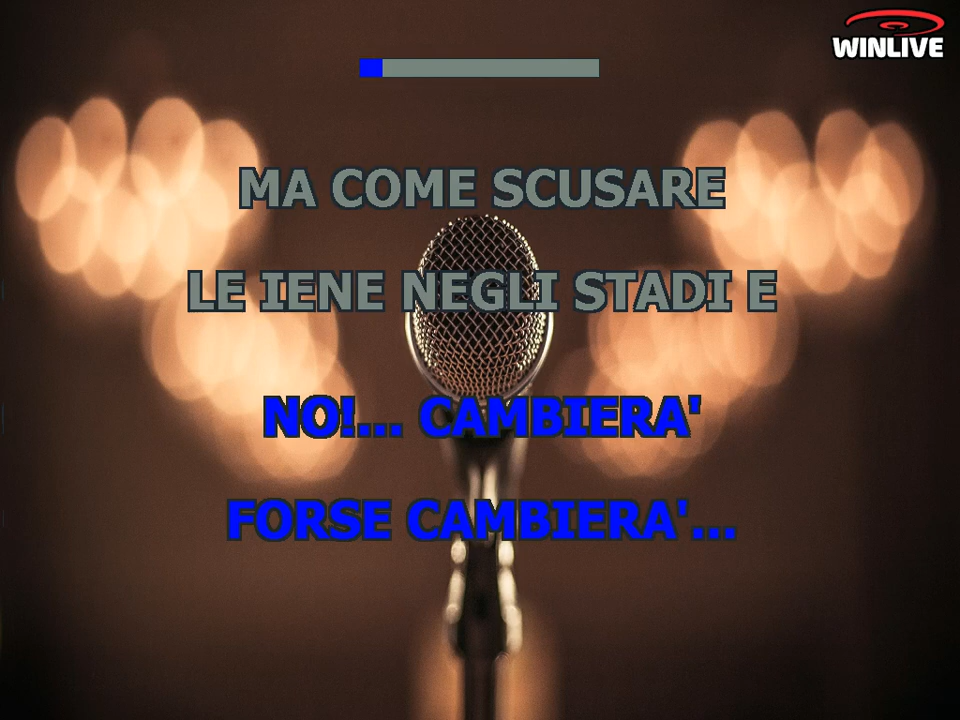 WINLIVE
MA COME SCUSARE
LE IENE NEGLI STADI E
NO!... CAMBIERA'
FORSE CAMBIERA'...